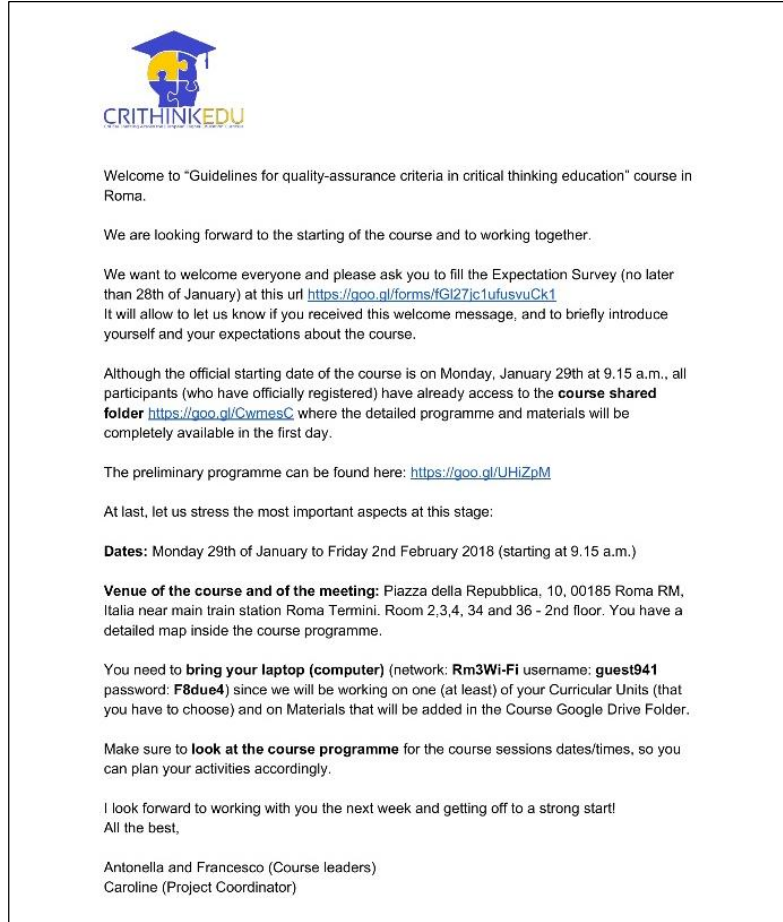 CRITHINKEDU
Welcome to “Guidelines for quality-assurance criteria in critical thinking education” course in
Roma.
We are looking forward to the starting of the course and to working together.
We want to welcome everyone and please ask you to fill the Expectation Survey (no later
than 28th of January) at this url https://goo.gl/forms/fGl27jc1ufusvuCk1
It will allow to let us know if you received this welcome message, and to briefly introduce
yourself and your expectations about the course.
Although the official starting date of the course is on Monday, January 29th at 9.15 a.m., all
participants (who have officially registered) have already access to the course shared
folder https://goo.gl/CwmesC where the detailed programme and materials will be
completely available in the first day.
The preliminary programme can be found here: https://goo.gl/UHiZpM
At last, let us stress the most important aspects at this stage:
Dates: Monday 29th of January to Friday 2nd February 2018 (starting at 9.15 a.m.)
Venue of the course and of the meeting: Piazza della Repubblica, 10, 00185 Roma RM,
Italia near main train station Roma Termini. Room 2,3,4, 34 and 36 - 2nd floor. You have a
detailed map inside the course programme.
You need to bring your laptop (computer) (network: Rm3Wi-Fi username: guest941
password: F8due4) since we will be working on one (at least) of your Curricular Units (that
you have to choose) and on Materials that will be added in the Course Google Drive Folder.
Make sure to look at the course programme for the course sessions dates/times, so you
can plan your activities accordingly.
I look forward to working with you the next week and getting off to a strong start!
All the best,
Antonella and Francesco (Course leaders)
Caroline (Project Coordinator)